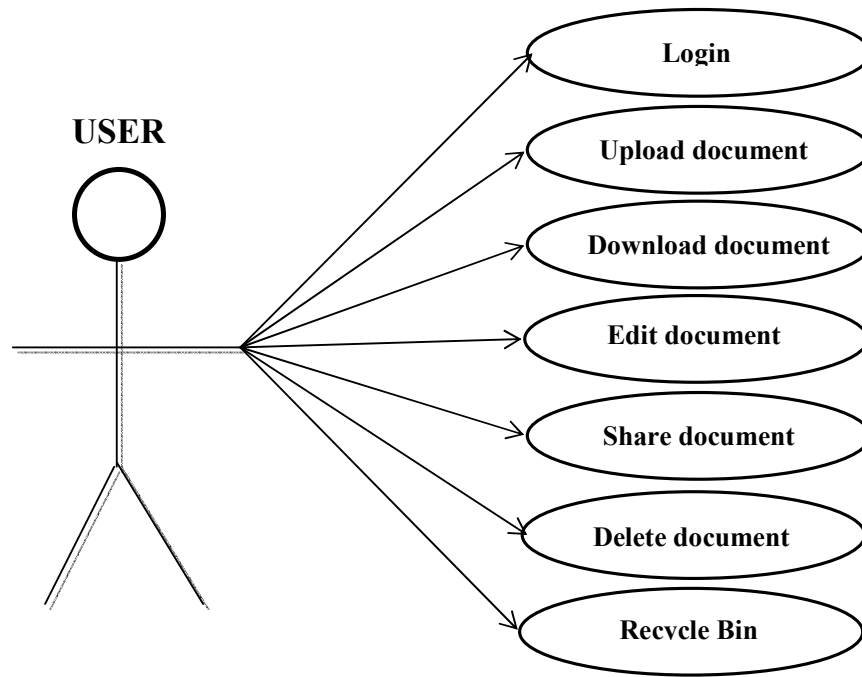 USER
Login
Upload document
Download document
Edit document
Share document
Delete document
Recycle Bin